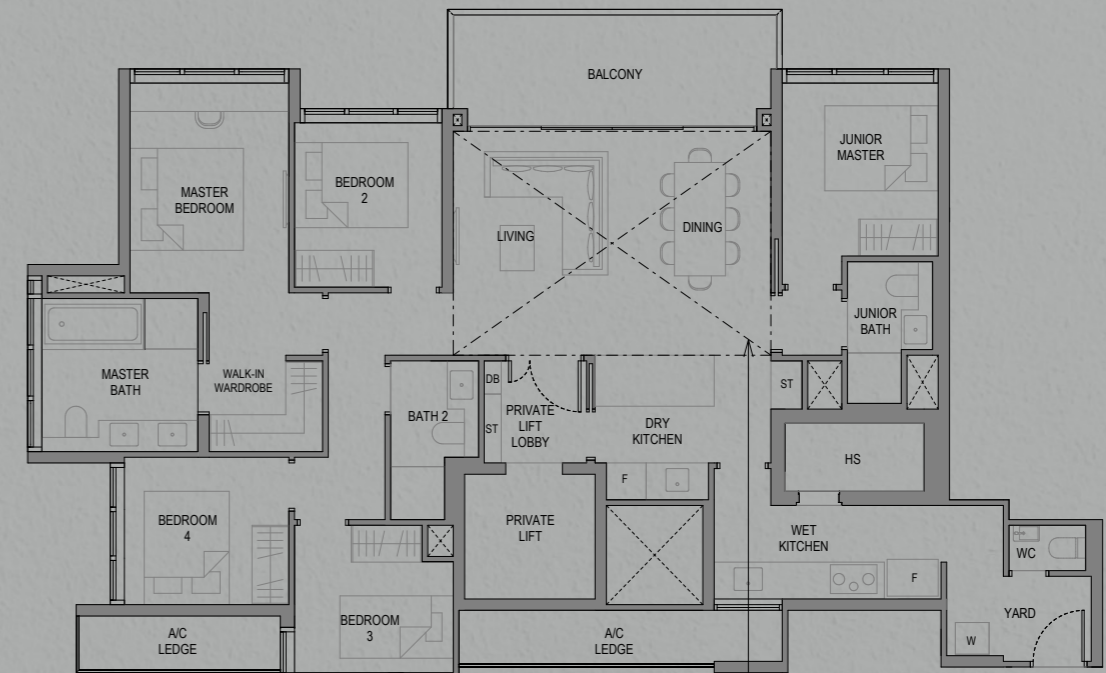 BALCONY
JUNIOR
MASTER
MASTER
BEDROOM
BEDROOM
2
LIVING
DINING
JUNIOR
BATH
MASTER
BATH
WALK-IN
WARDROBE
DB
ST
BATH 2
PRIVATE
LIFT
LOBBY
DRY
KITCHEN
ST
HS
F
BEDROOM
4
PRIVATE
LIFT
WET
KITCHEN
WC
F
YARD
BEDROOM
3
A/C
LEDGE
A/C
LEDGE
W